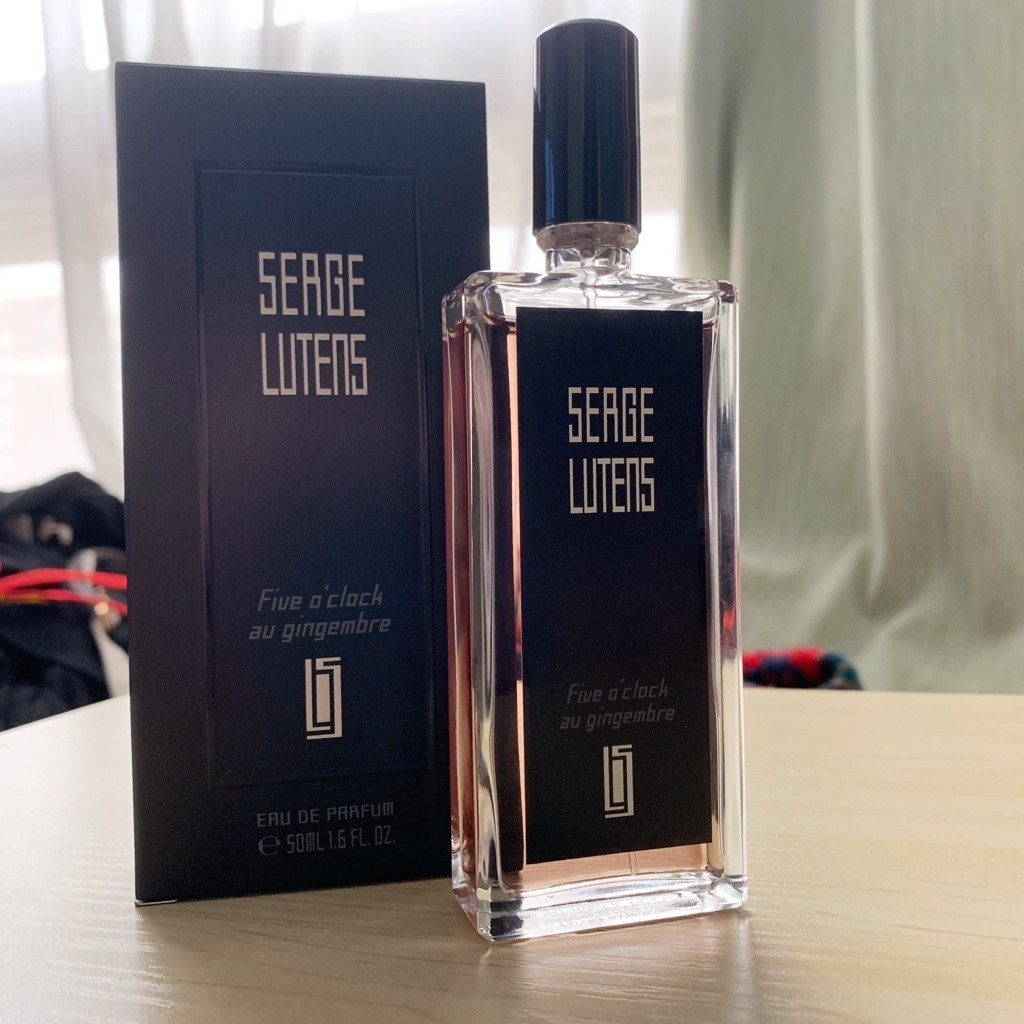 SERGE
LUTENS
Five o'clock
au gingembre
EAU DE PARFUM
℮ 50ML 1.6 FL. OZ.
SERGE
LUTENS
Five o'clock
au gingembre